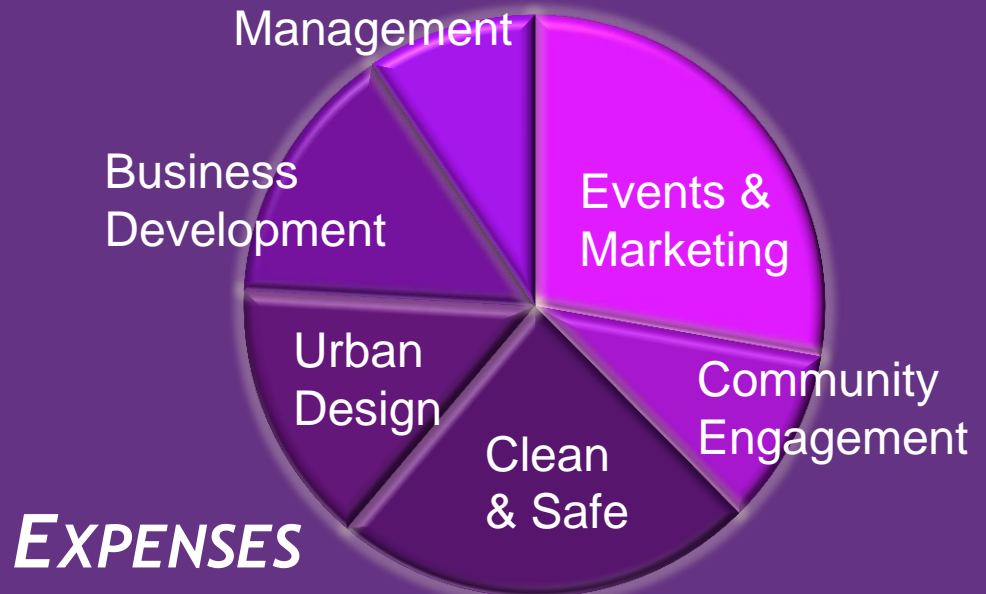 Management
Business
Development
Events &
Marketing
Urban
Design
Community
Engagement
Clean
& Safe
EXPENSES